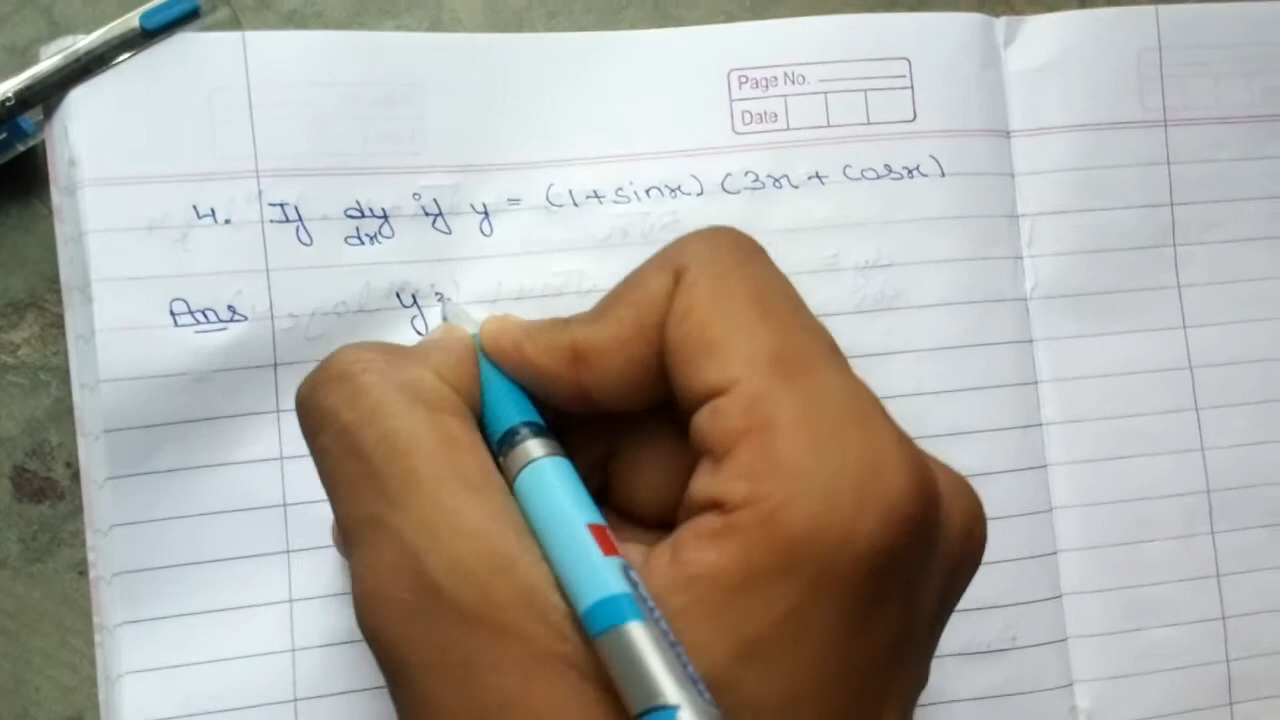 Page No.
Date
4. If dy/dx if y = (1+sinx) (3x + cosx)
Ans y =